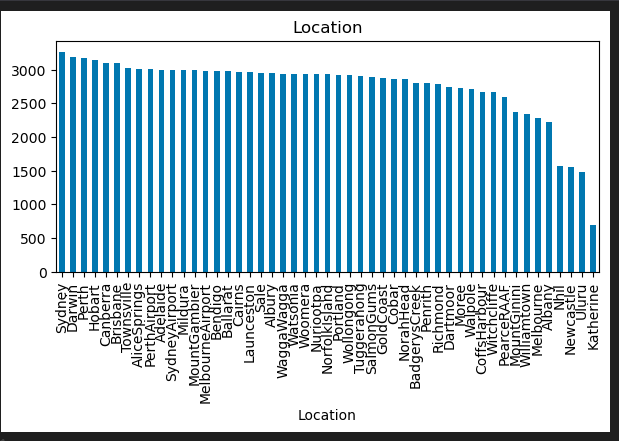 Location
3000
2500
2000
1500
1000
500
0
Sydney
Darwin
Perth
Hobart
Canberra
Brisbane
Townsville
AliceSprings
PerthAirport
Adelaide
SydneyAirport
Mildura
MountGambier
MelbourneAirport
Bendigo
Ballarat
Cairns
Launceston
Sale
Albury
WaggaWagga
Watsonia
Woomera
Nuriootpa
NorfolkIsland
Portland
Wollongong
Tuggeranong
SalmonGums
GoldCoast
Cobar
NorahHead
BadgerysCreek
Penrith
Richmond
Dartmoor
Moree
Walpole
CoffsHarbour
Witchcliffe
PearceRAAF
MountGinini
Williamtown
Melbourne
Albany
Nhil
Newcastle
Uluru
Katherine
Location